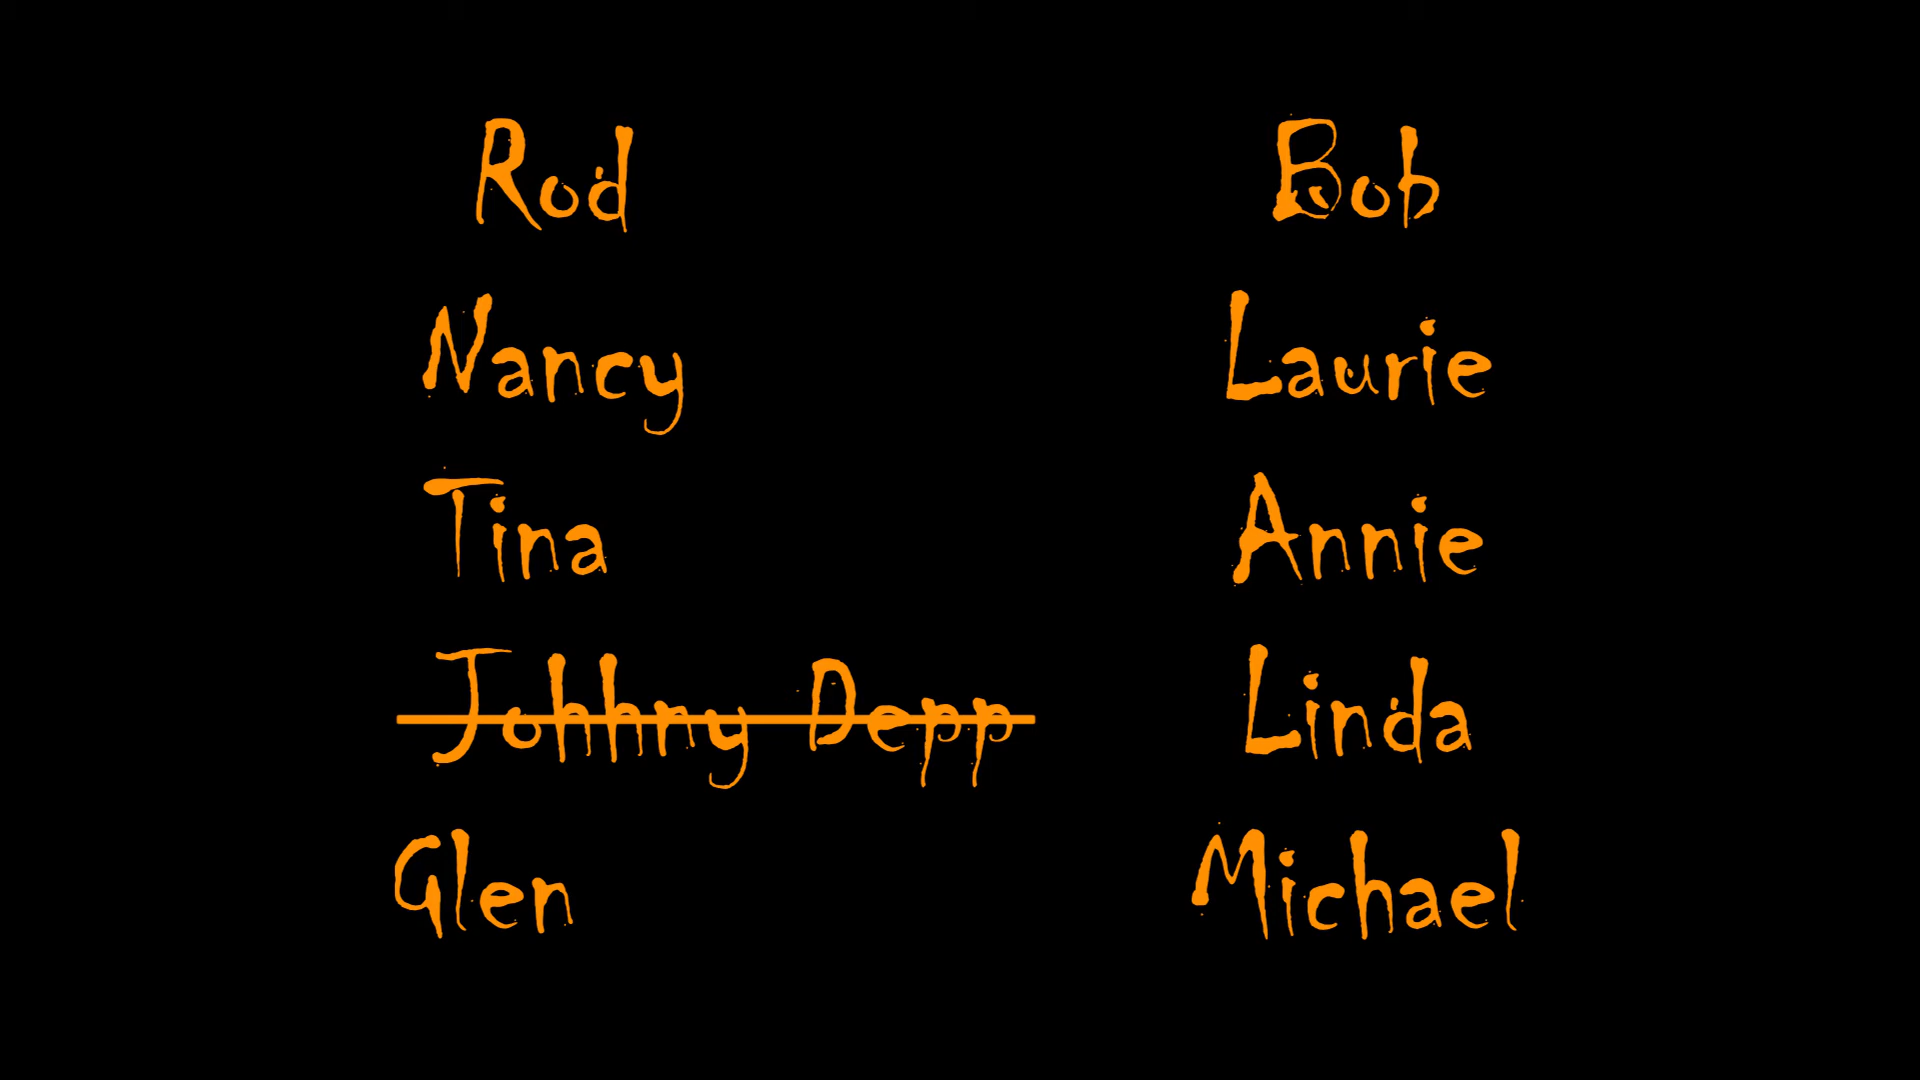 Rod
Nancy
Tina
Johhny Depp
Glen
Bob
Laurie
Annie
Linda
Michael